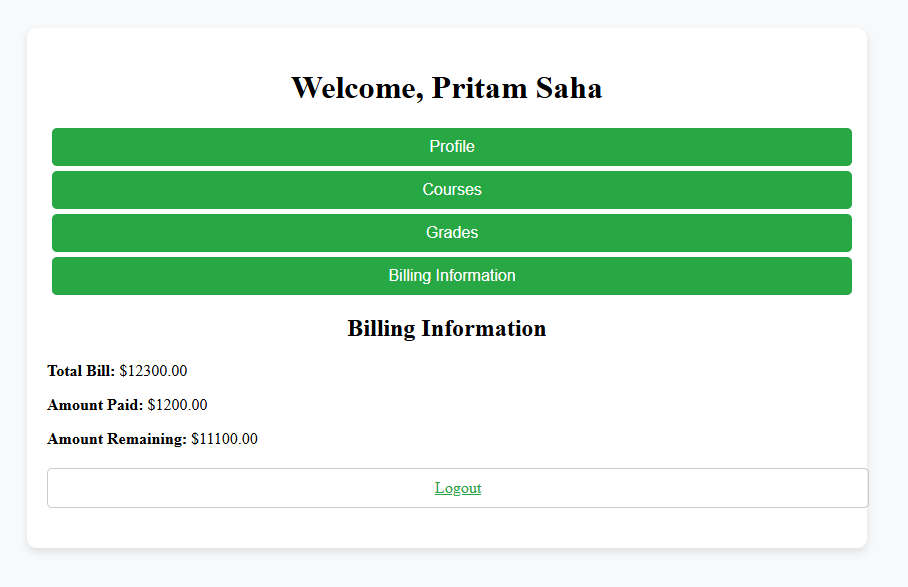 Welcome, Pritam Saha
Profile
Courses
Grades
Billing Information
Billing Information
Total Bill: $12300.00
Amount Paid: $1200.00
Amount Remaining: $11100.00
Logout